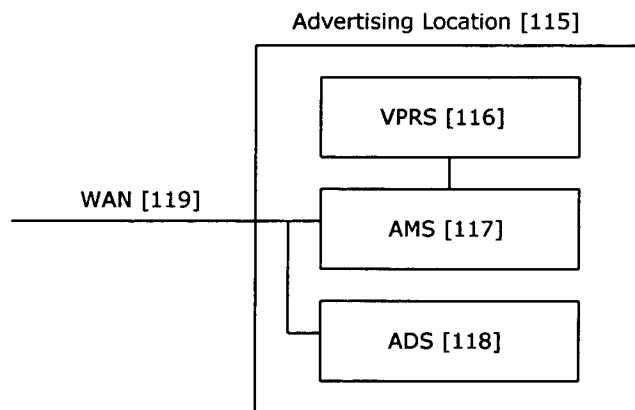 Advertising Location [115]
VPRS [116]
WAN [119]
AMS [117]
ADS [118]